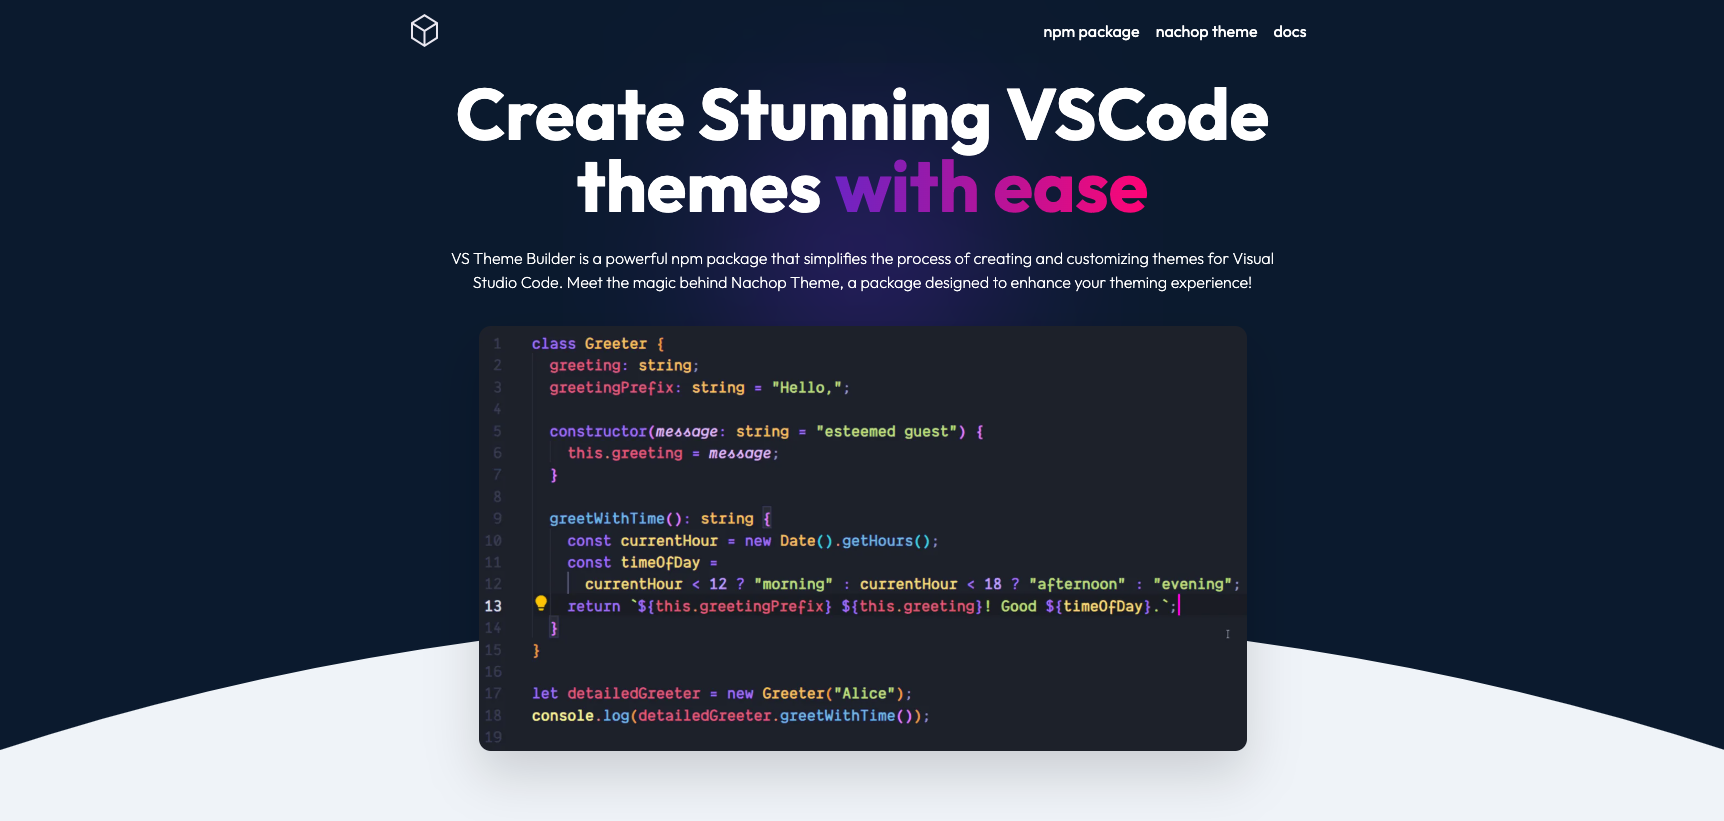 npm package nachop theme docs
Create Stunning VSCode
themes with ease
VS Theme Builder is a powerful npm package that simplifies the process of creating and customizing themes for Visual
Studio Code. Meet the magic behind Nachop Theme, a package designed to enhance your theming experience!
1 class Greeter {
2 greeting: string;
3 greetingPrefix: string = "Hello,";
4
5 constructor(message: string = "esteemed guest") {
6 this.greeting = message;
7 }
8
9 greetWithTime(): string {
10 const currentHour = new Date().getHours();
11 const timeOfDay =
12 currentHour < 12 ? "morning" : currentHour < 18 ? "afternoon" : "evening";
13 return `${this.greetingPrefix} ${this.greeting}! Good ${timeOfDay}.`;
14 }
15 }
16
17 let detailedGreeter = new Greeter("Alice");
18 console.log(detailedGreeter.greetWithTime());
19